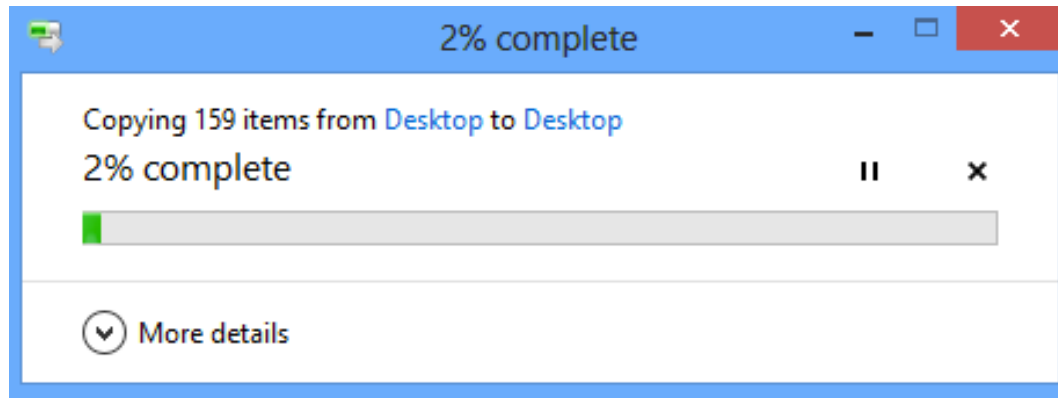 2% complete
Copying 159 items from Desktop to Desktop
2% complete
More details